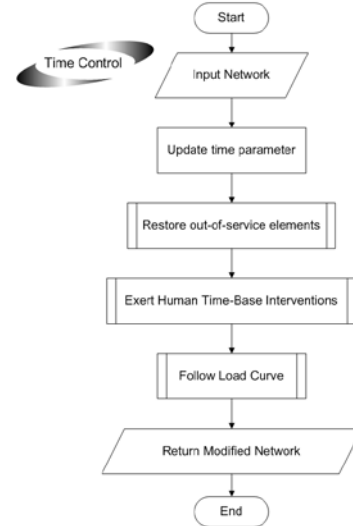 Start
Time Control
Input Network
Update time parameter
Restore out-of-service elements
Exert Human Time-Base Interventions
Follow Load Curve
Return Modified Network
End